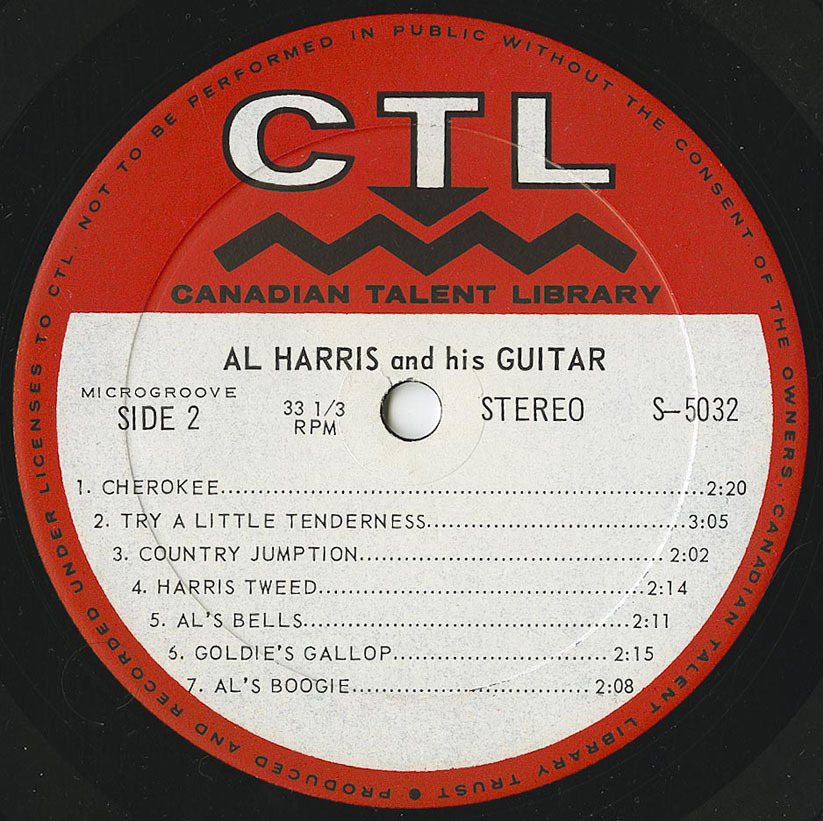 PRODUCED AND RECORDED UNDER LICENSES TO CTL. NOT TO BE PERFORMED IN PUBLIC WITHOUT THE CONSENT OF THE OWNERS, CANADIAN TALENT LIBRARY TRUST ●
CTL
CANADIAN TALENT LIBRARY
AL HARRIS and his GUITAR
MICROGROOVE
SIDE 2 33 1/3 RPM STEREO S-5032
1. CHEROKEE...2:20
2. TRY A LITTLE TENDERNESS...3:05
3. COUNTRY JUMPTION...2:02
4. HARRIS TWEED...2:14
5. AL'S BELLS...2:11
6. GOLDIE'S GALLOP...2:15
7. AL'S BOOGIE...2:08